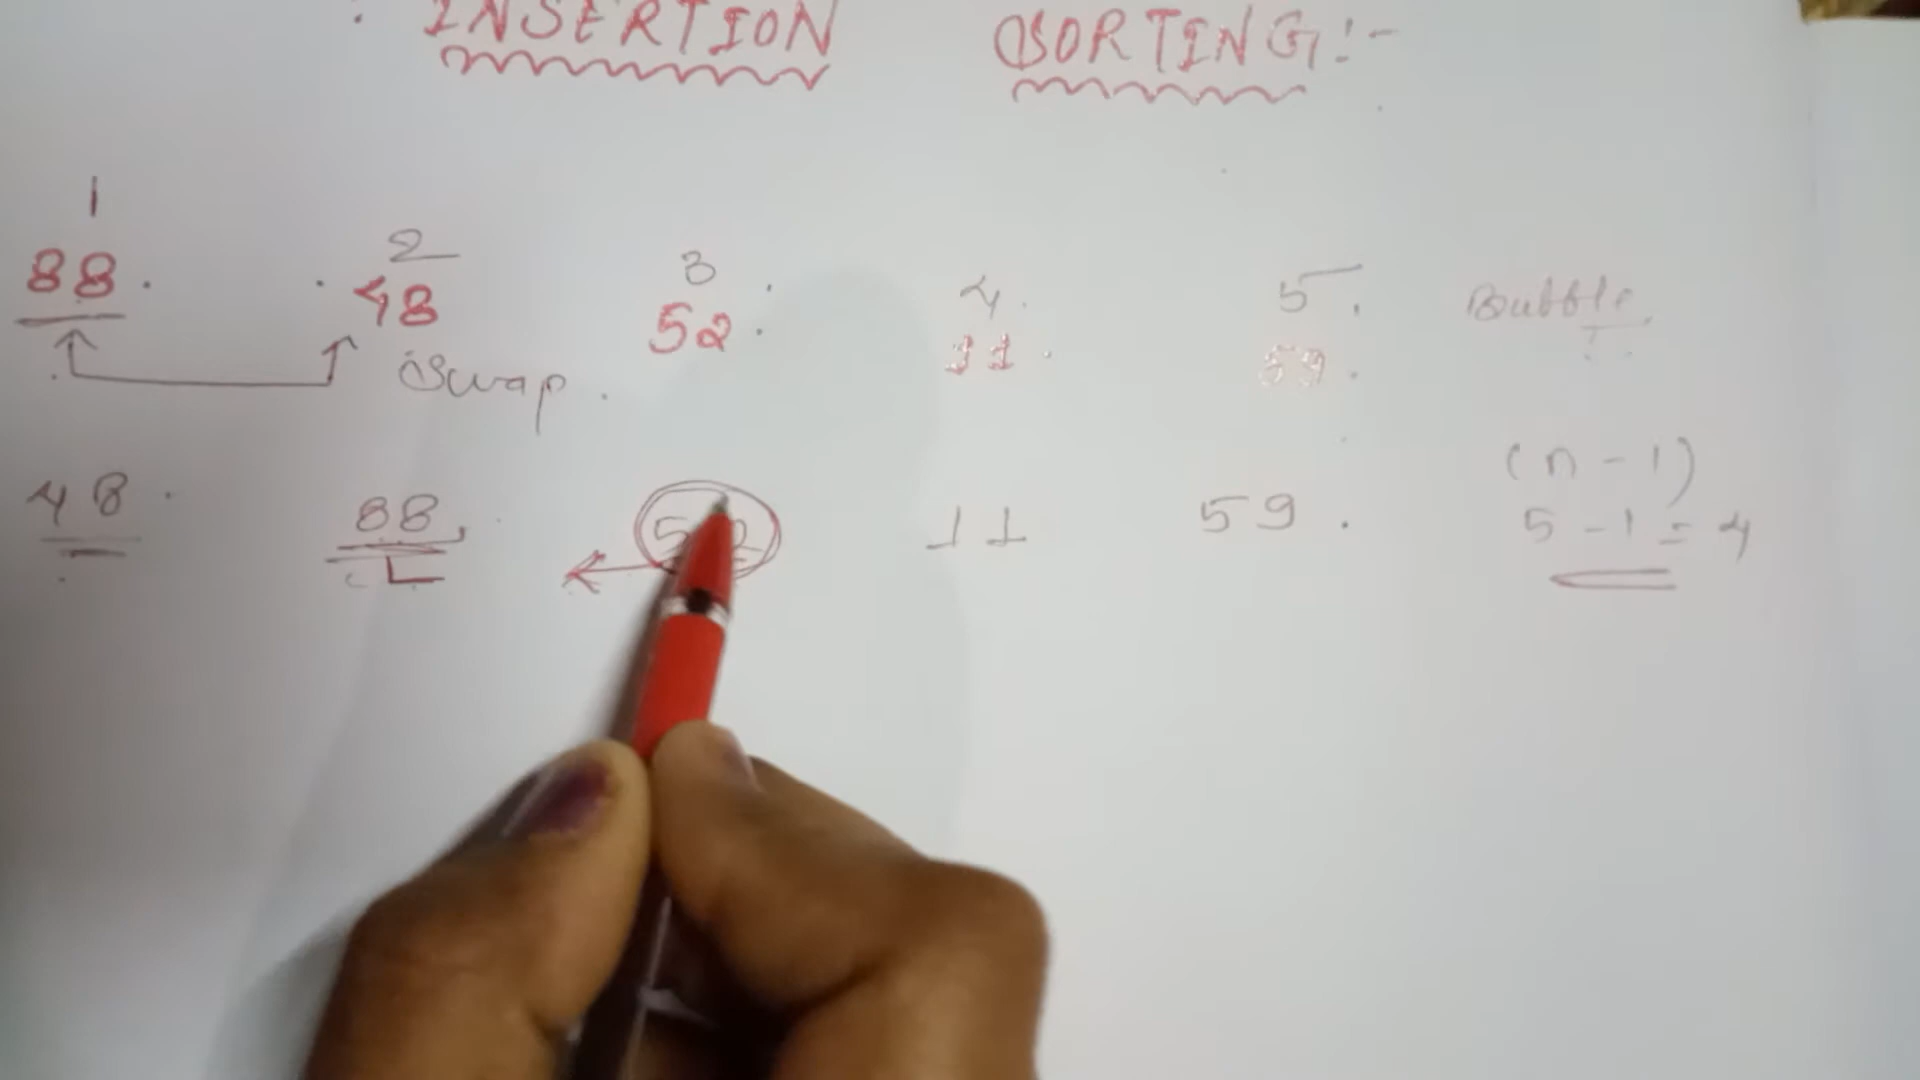 INSERTION SORTING:-
1 2 3 4 5
88 48 52 11 59 Bubble
Swap
(n-1)
48 88 52 11 59 5-1=4